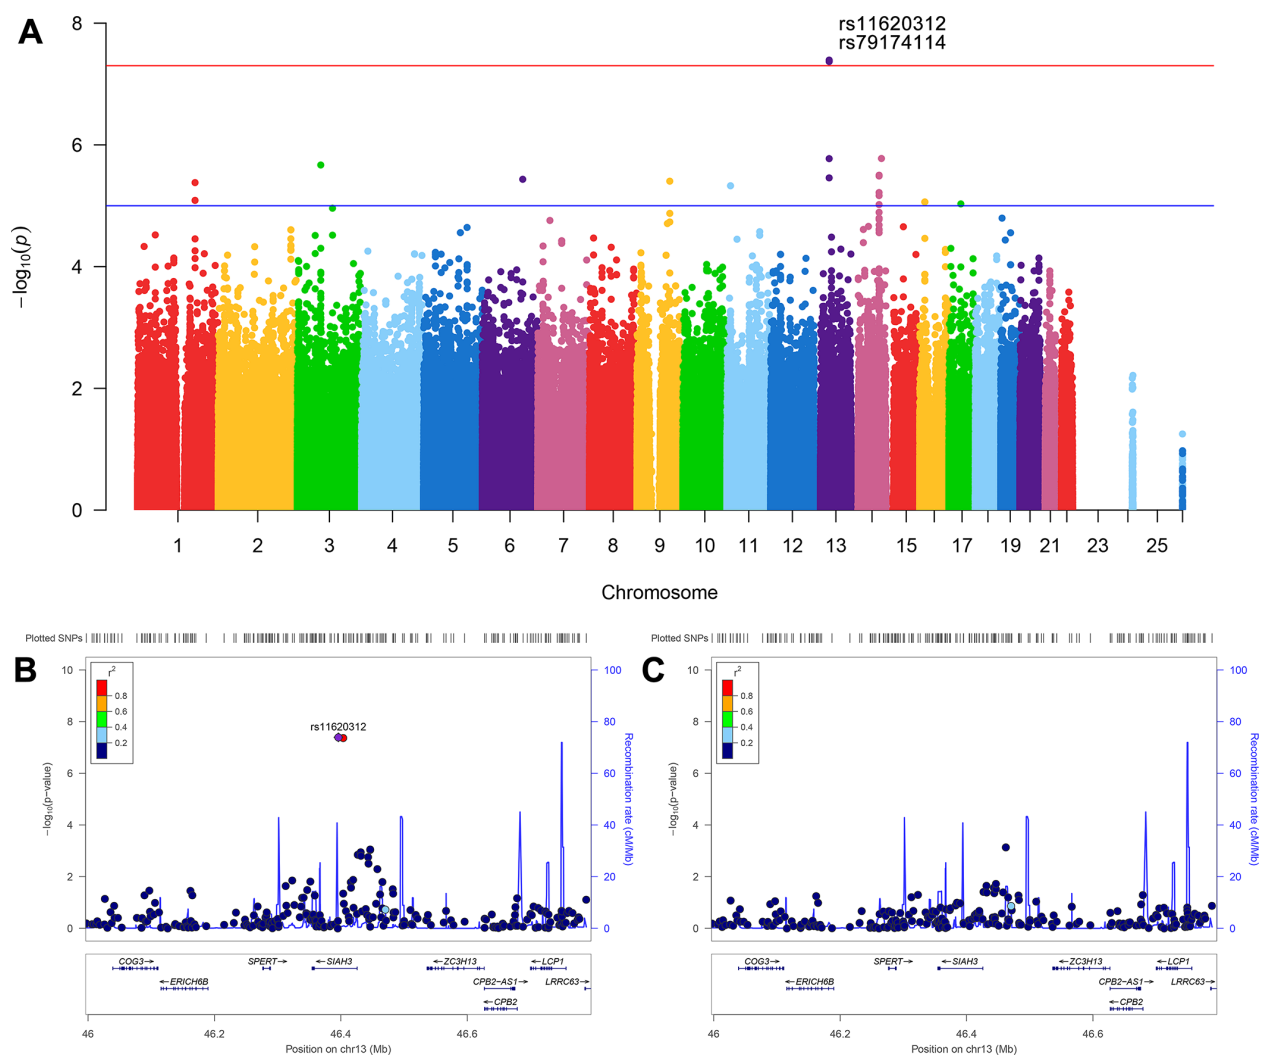 A
rs11620312
rs79174114
−log10(p)
8
6
4
2
0
1 2 3 4 5 6 7 8 9 10 11 12 13 15 17 19 21 23 25
Chromosome
B
Plotted SNPs
r2
0.8
0.6
0.4
0.2
rs11620312
−log10(p−value)
10
8
6
4
2
0
Recombination rate (cM/Mb)
100
80
60
40
20
0
COG3→ SPERT→ ←SIAH3 ←ZC3H13 ←LCP1
←ERICH6B CPB2−AS1→ LRRC63→
←CPB2
46 46.2 46.4 46.6
Position on chr13 (Mb)
C
Plotted SNPs
r2
0.8
0.6
0.4
0.2
−log10(p−value)
10
8
6
4
2
0
Recombination rate (cM/Mb)
100
80
60
40
20
0
COG3→ SPERT→ ←SIAH3 ←ZC3H13 ←LCP1
←ERICH6B CPB2−AS1→ LRRC63→
←CPB2
46 46.2 46.4 46.6
Position on chr13 (Mb)